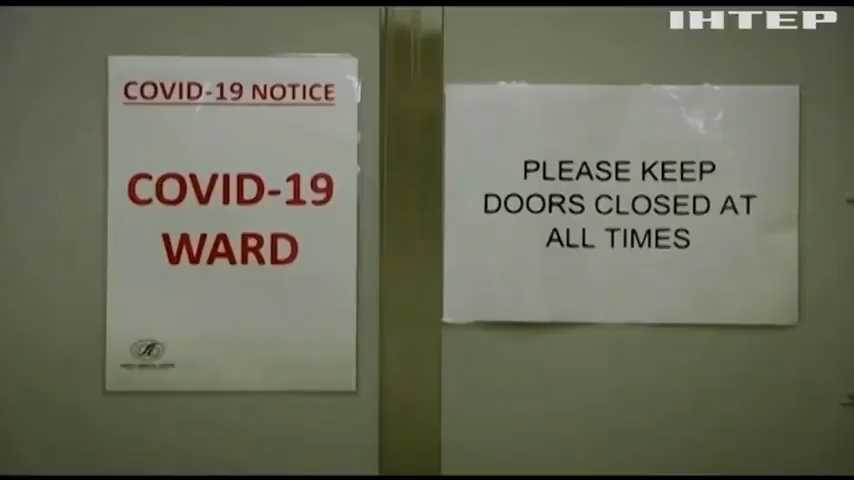 ІНТЕР
COVID-19 NOTICE
COVID-19
WARD
PLEASE KEEP
DOORS CLOSED AT
ALL TIMES